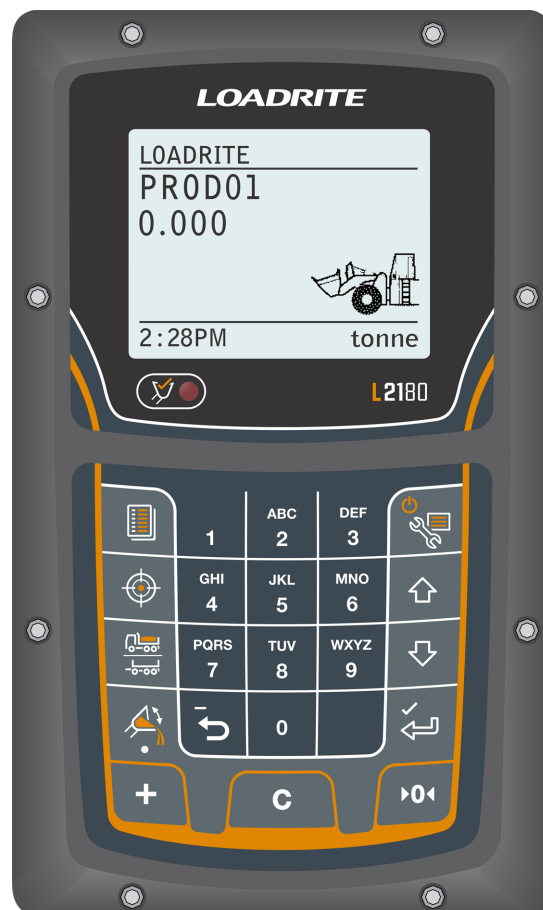 LOADRITE
LOADRITE
PROD01
0.000
2:28PM tonne
L2180
1
ABC
2
DEF
3
GHI
4
JKL
5
MNO
6
PQRS
7
TUV
8
WXYZ
9
0
+ C 0